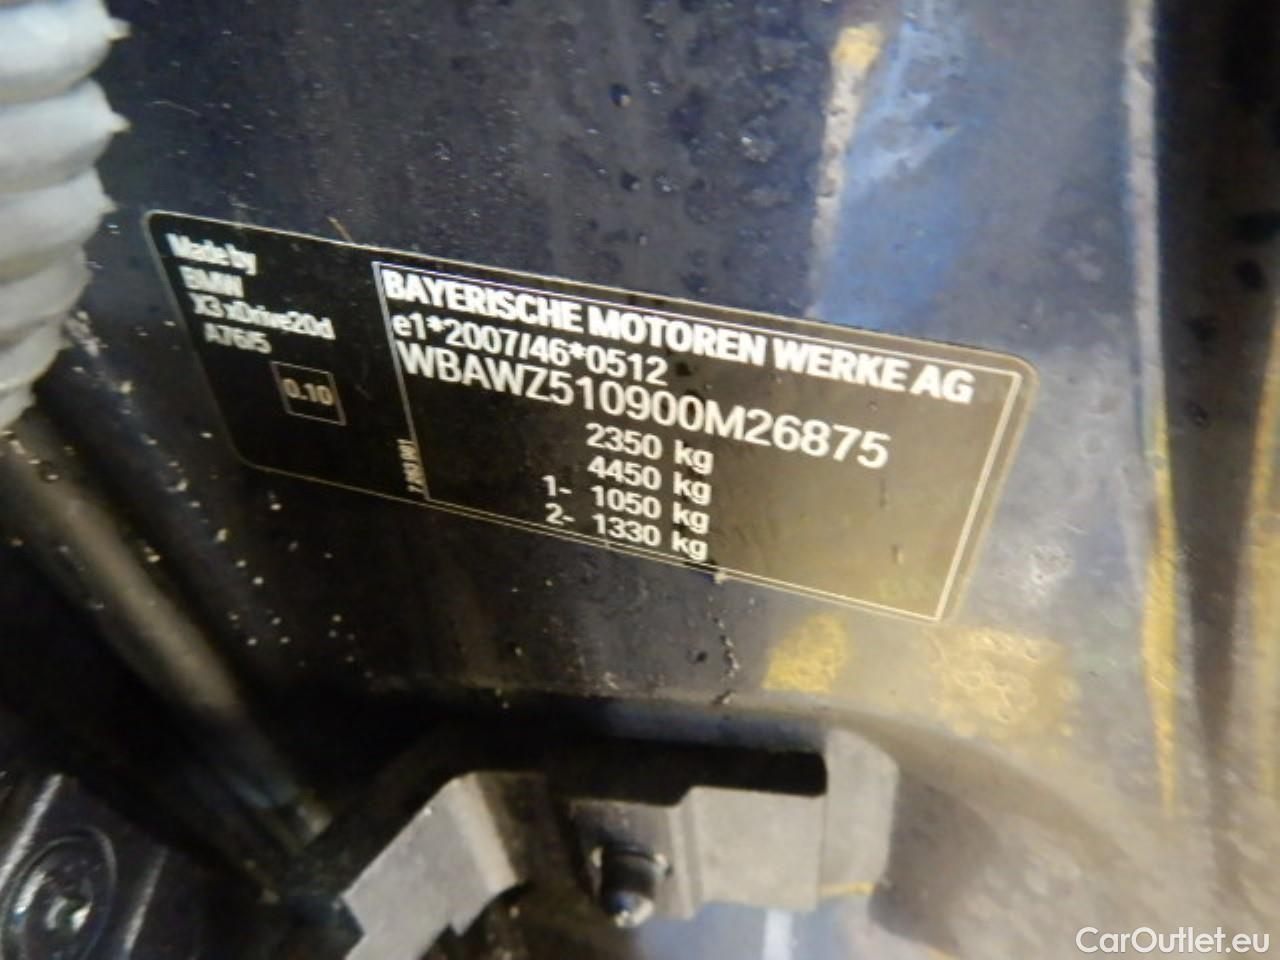 Made by
BMW
X3 xDrive20d
A76/5
0.10
BAYERISCHE MOTOREN WERKE AG
e1*2007/46*0512
WBAWZ510900M26875
2350 kg
4450 kg
1- 1050 kg
2- 1330 kg
CarOutlet.eu